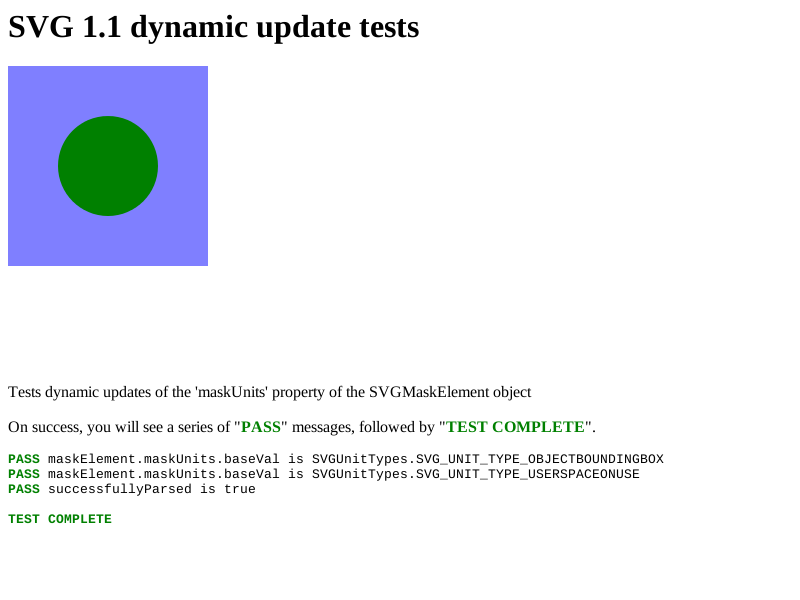 SVG 1.1 dynamic update tests
Tests dynamic updates of the 'maskUnits' property of the SVGMaskElement object
On success, you will see a series of "PASS" messages, followed by "TEST COMPLETE".
PASS maskElement.maskUnits.baseVal is SVGUnitTypes.SVG_UNIT_TYPE_OBJECTBOUNDINGBOX
PASS maskElement.maskUnits.baseVal is SVGUnitTypes.SVG_UNIT_TYPE_USERSPACEONUSE
PASS successfullyParsed is true
TEST COMPLETE